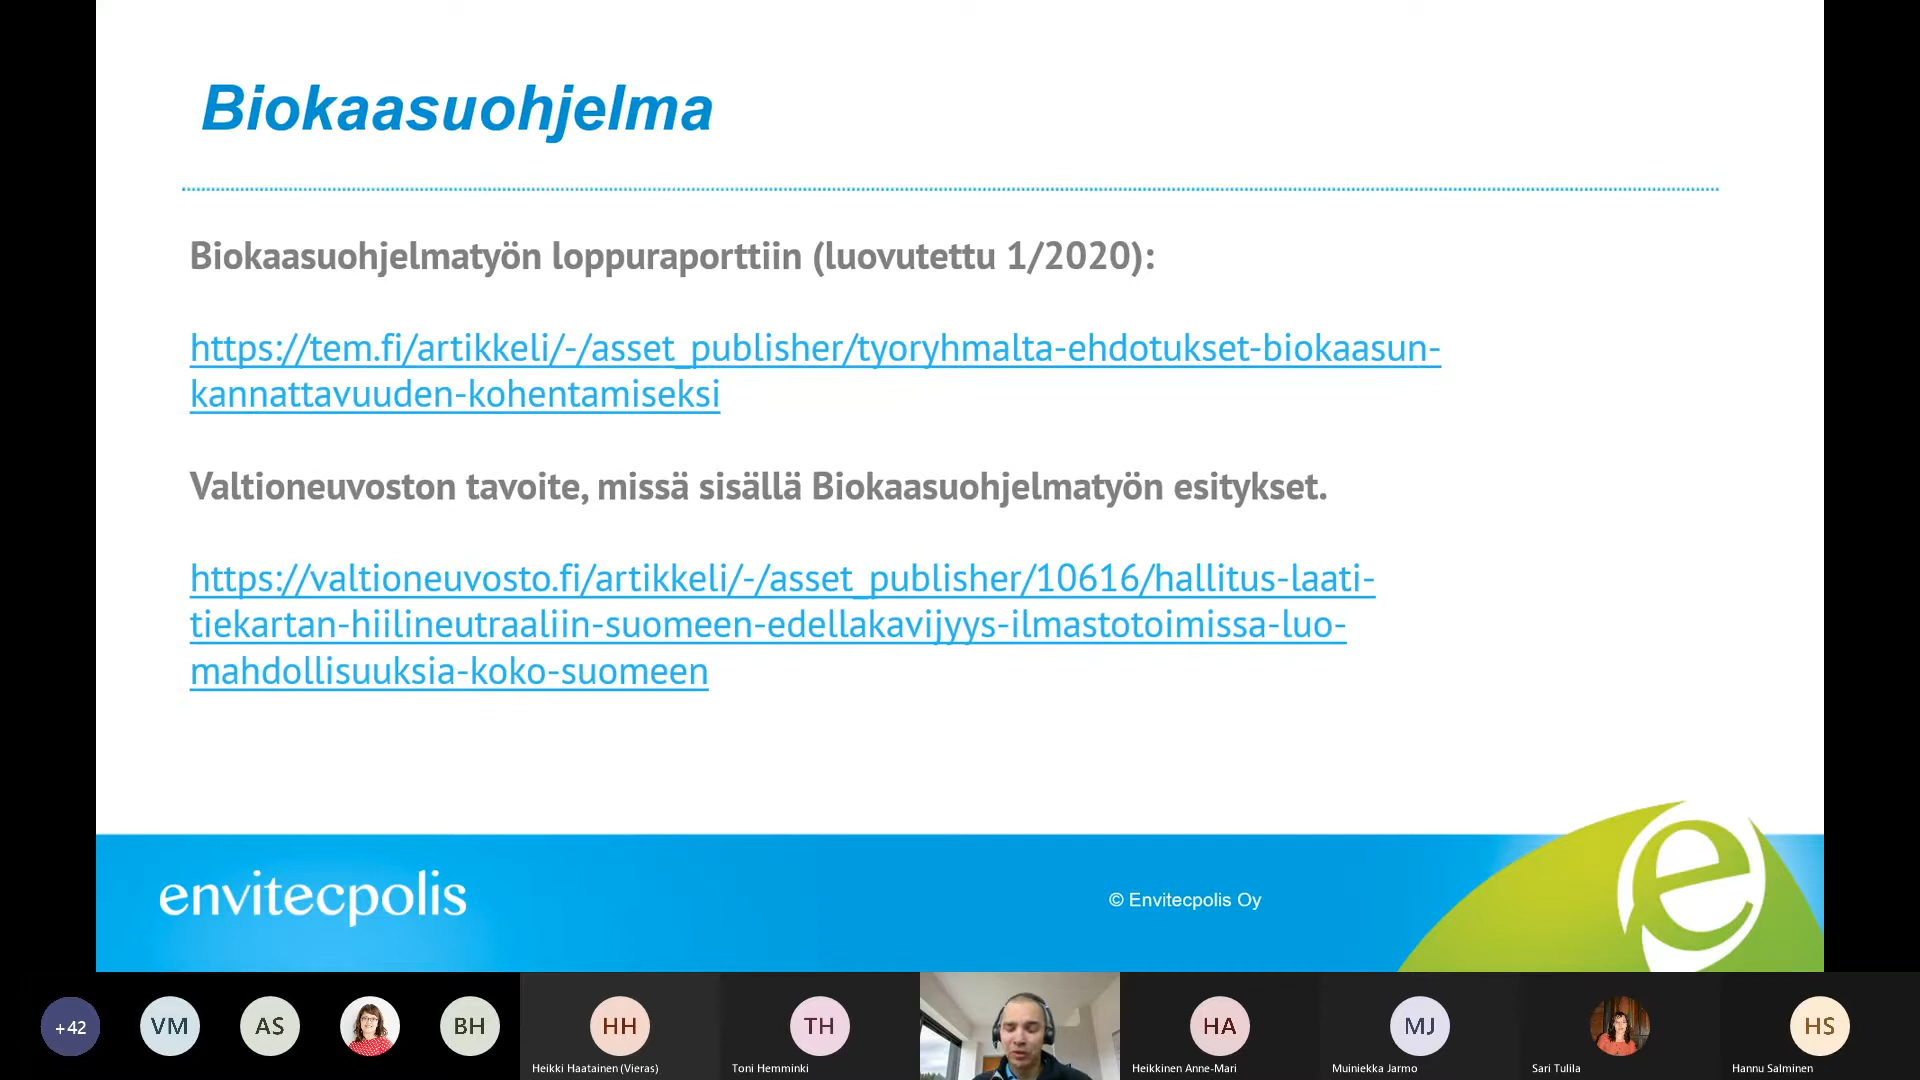 Biokaasuohjelma
Biokaasuohjelmatyön loppuraporttiin (luovutettu 1/2020):
https://tem.fi/artikkeli/-/asset_publisher/tyoryhmalta-ehdotukset-biokaasun-
kannattavuuden-kohentamiseksi
Valtioneuvoston tavoite, missä sisällä Biokaasuohjelmatyön esitykset.
https://valtioneuvosto.fi/artikkeli/-/asset_publisher/10616/hallitus-laati-
tiekartan-hiilineutraaliin-suomeen-edellakavijyys-ilmastotoimissa-luo-
mahdollisuuksia-koko-suomeen
envitecpolis
© Envitecpolis Oy
e
+42
VM
AS
BH
HH
TH
HA
MJ
HS
Heikki Haatainen (Vieras)
Toni Hemminki
Heikkinen Anne-Mari
Muiniekka Jarmo
Sari Tulila
Hannu Salminen